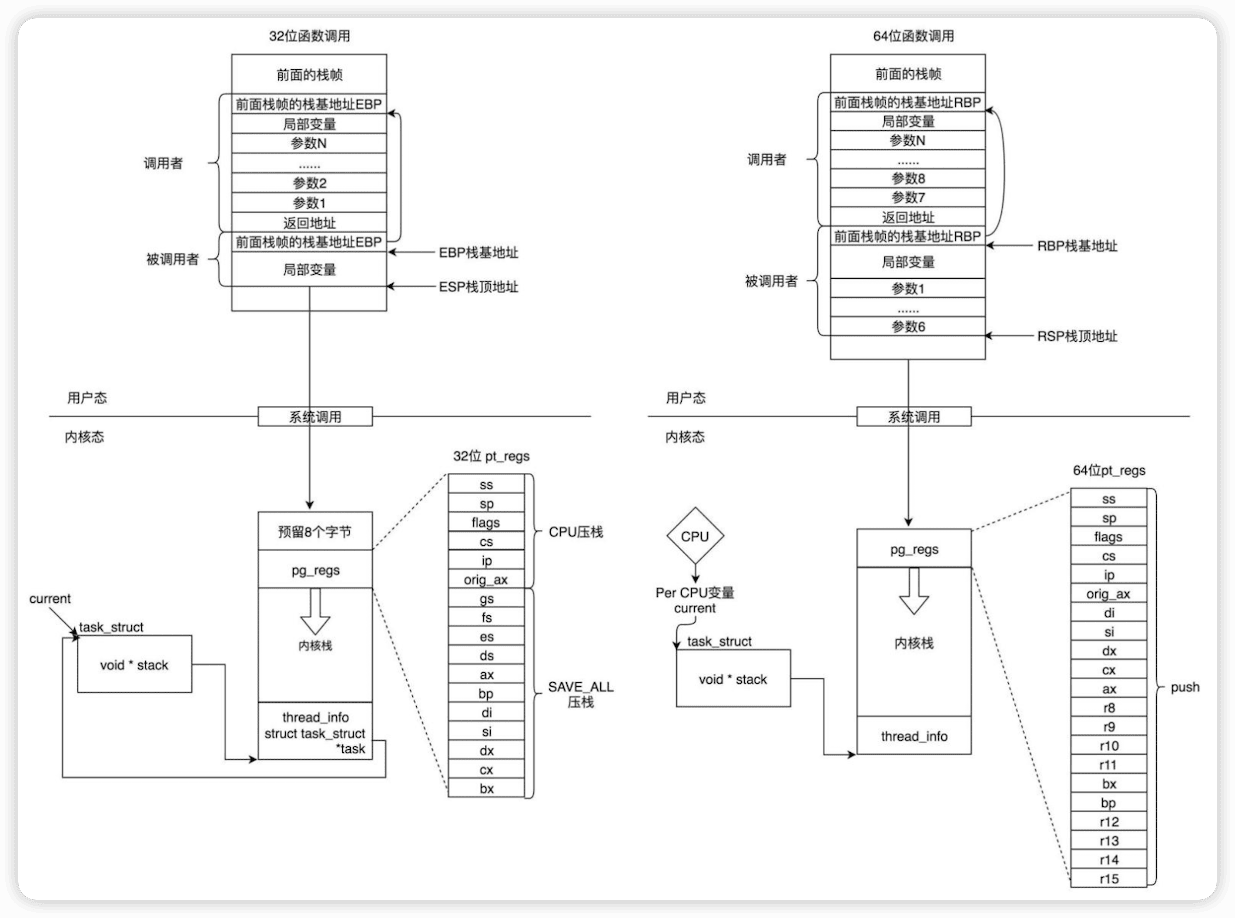 32位函数调用
前面的栈帧
前面栈帧的栈基地址EBP
局部变量
参数N
......
参数2
参数1
返回地址
前面栈帧的栈基地址EBP
局部变量
调用者
被调用者
EBP栈基地址
ESP栈顶地址
用户态
系统调用
内核态
32位 pt_regs
ss
sp
flags
cs
ip
orig_ax
gs
fs
es
ds
ax
bp
di
si
dx
cx
bx
CPU压栈
SAVE_ALL
压栈
预留8个字节
pg_regs
内核栈
thread_info
struct task_struct
*task
current
task_struct
void * stack
64位函数调用
前面的栈帧
前面栈帧的栈基地址RBP
局部变量
参数N
......
参数8
参数7
返回地址
前面栈帧的栈基地址RBP
局部变量
参数1
......
参数6
调用者
被调用者
RBP栈基地址
RSP栈顶地址
用户态
系统调用
内核态
64位pt_regs
ss
sp
flags
cs
ip
orig_ax
di
si
dx
cx
ax
r8
r9
r10
r11
bx
bp
r12
r13
r14
r15
push
CPU
Per CPU变量
current
task_struct
void * stack
pg_regs
内核栈
thread_info